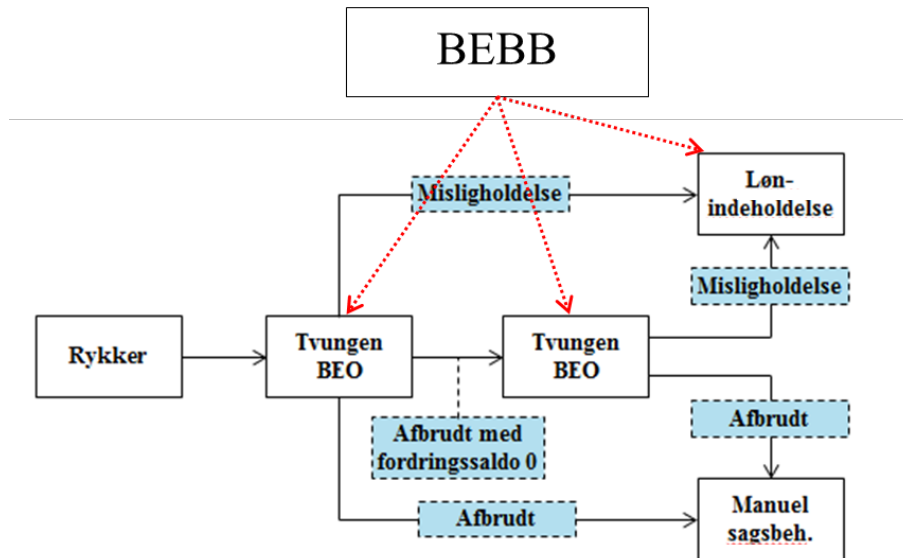 BEBB
Misligholdelse
Løn-
indeholdelse
Misligholdelse
Rykker
Tvungen
BEO
Tvungen
BEO
Afbrudt med
fordringssaldo 0
Afbrudt
Afbrudt
Manuel
sagsbeh.